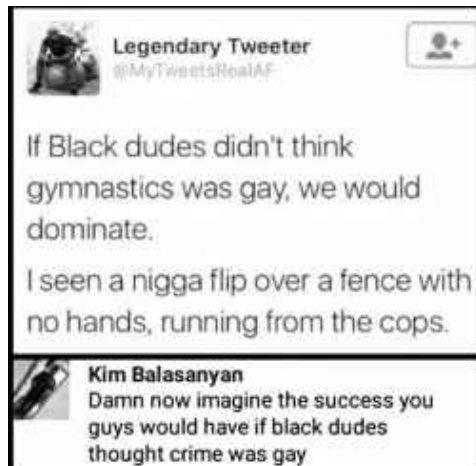 Legendary Tweeter
@MyTweetsRealAF
If Black dudes didn't think
gymnastics was gay, we would
dominate.
I seen a nigga flip over a fence with
no hands, running from the cops.
Kim Balasanyan
Damn now imagine the success you
guys would have if black dudes
thought crime was gay